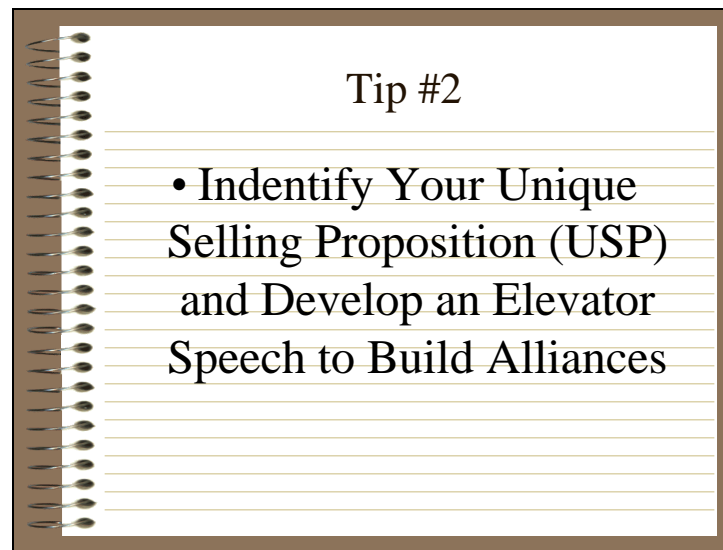 Tip #2
• Indentify Your Unique
Selling Proposition (USP)
and Develop an Elevator
Speech to Build Alliances